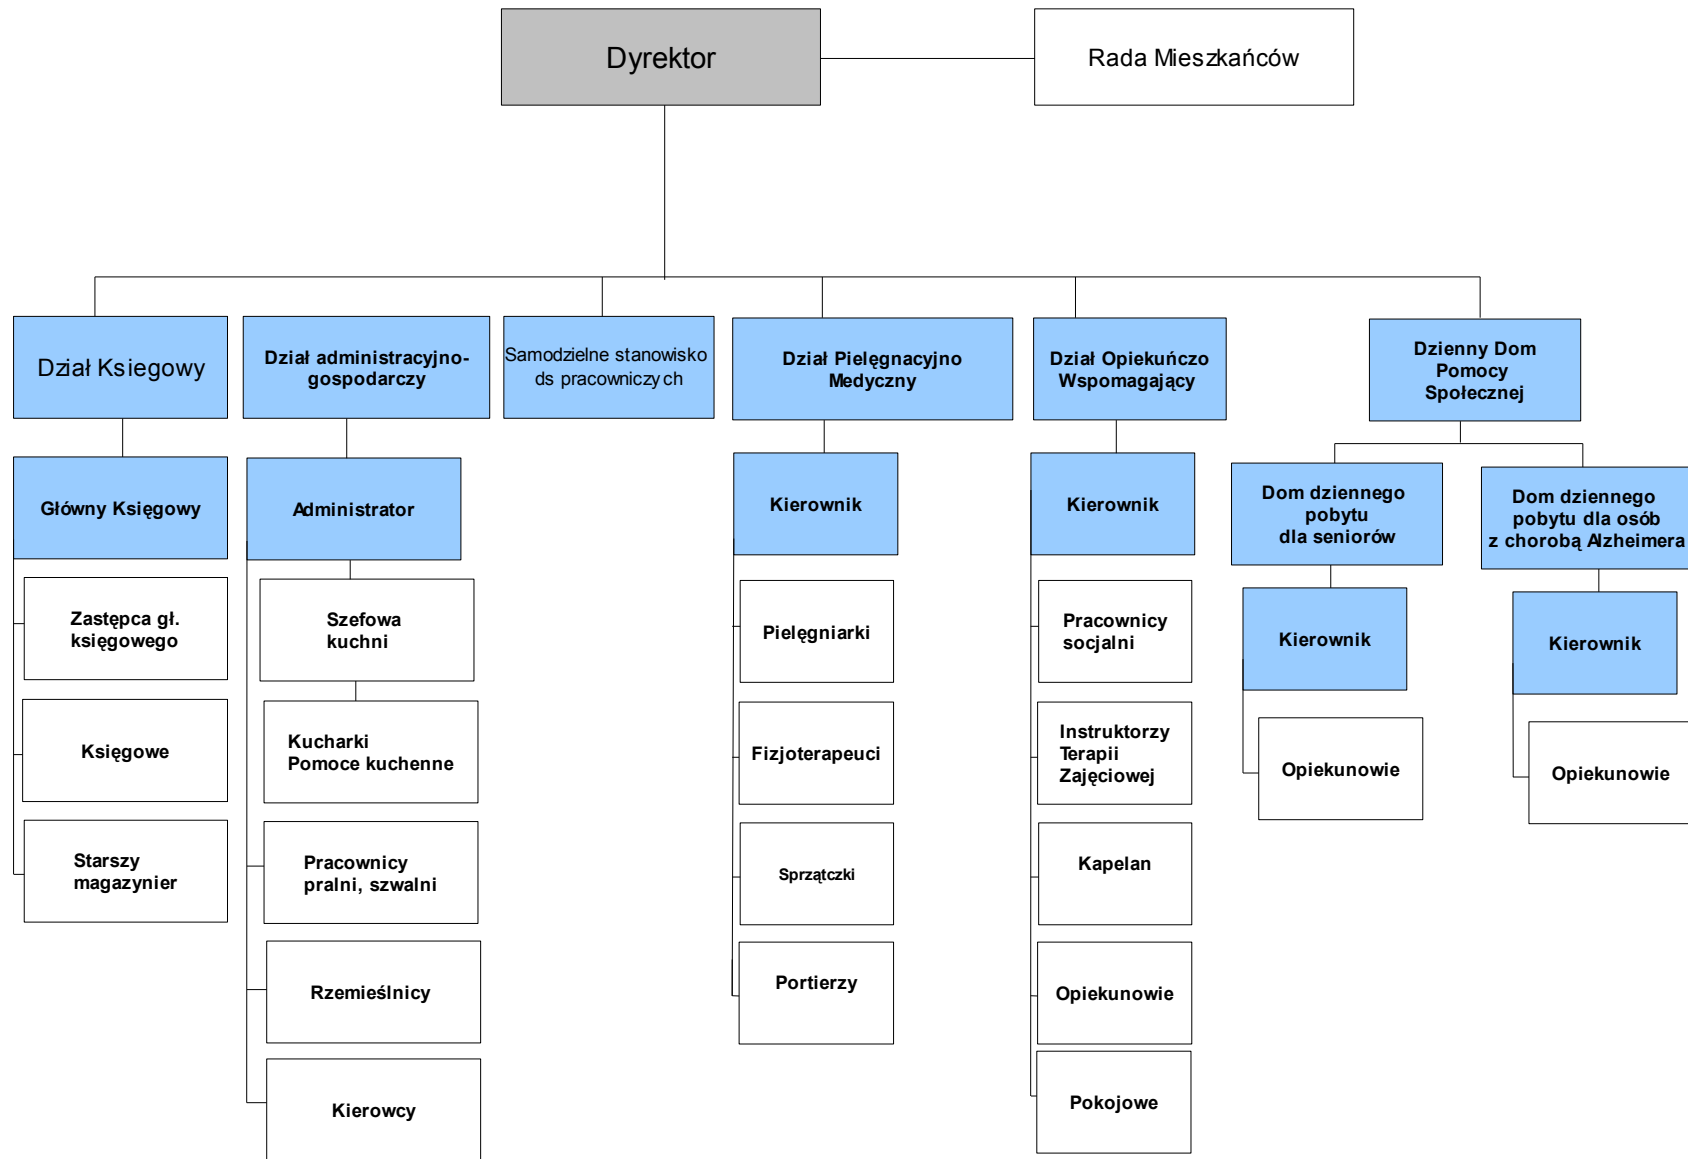 Dyrektor
Rada Mieszkańców
Dział Ksiegowy
Dział administracyjno-
gospodarczy
Samodzielne stanowisko
ds pracowniczych
Dział Pielęgnacyjno
Medyczny
Dział Opiekuńczo
Wspomagający
Dzienny Dom
Pomocy
Społecznej
Główny Księgowy
Administrator
Kierownik
Kierownik
Dom dziennego
pobytu
dla seniorów
Dom dziennego
pobytu dla osób
z chorobą Alzheimera
Zastępca gł.
księgowego
Szefowa
kuchni
Pielęgniarki
Pracownicy
socjalni
Kierownik
Kierownik
Księgowe
Kucharki
Pomoce kuchenne
Fizjoterapeuci
Instruktorzy
Terapii
Zajęciowej
Opiekunowie
Opiekunowie
Starszy
magazynier
Pracownicy
pralni, szwalni
Sprzątczki
Kapelan
Rzemieślnicy
Portierzy
Opiekunowie
Kierowcy
Pokojowe